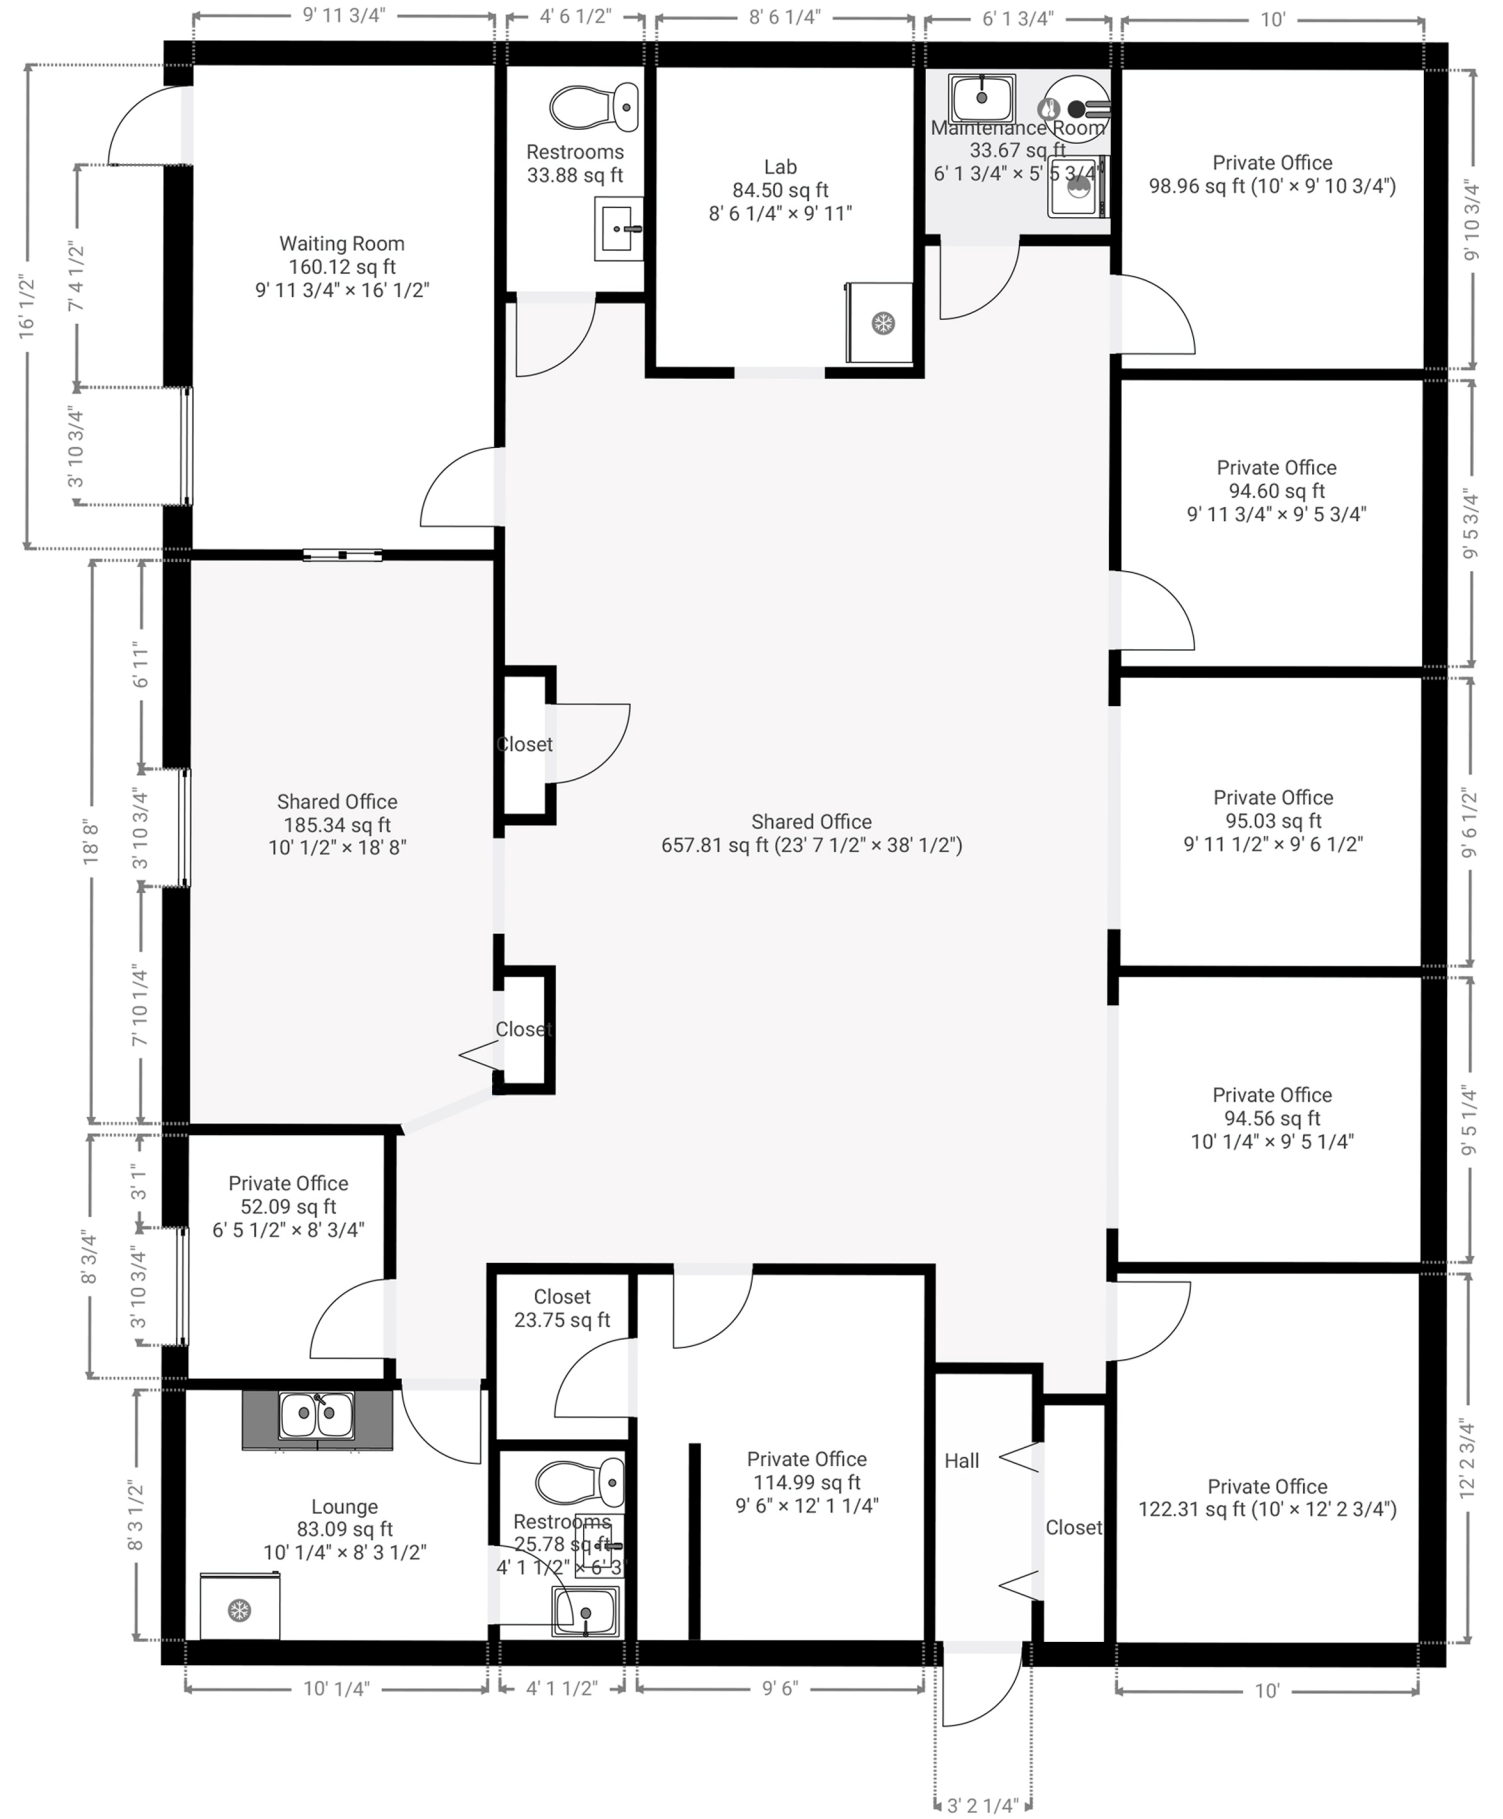 9' 11 3/4"
4' 6 1/2"
8' 6 1/4"
6' 1 3/4"
10'
16' 1/2"
7' 4 1/2"
3' 10 3/4"
Waiting Room
160.12 sq ft
9' 11 3/4" × 16' 1/2"
Restrooms
33.88 sq ft
Lab
84.50 sq ft
8' 6 1/4" × 9' 11"
Maintenance Room
33.67 sq ft
6' 1 3/4" × 5' 5 3/4"
Private Office
98.96 sq ft (10' × 9' 10 3/4")
9' 10 3/4"
Private Office
94.60 sq ft
9' 11 3/4" × 9' 5 3/4"
9' 5 3/4"
18' 8"
6' 11"
3' 10 3/4"
7' 10 1/4"
Shared Office
185.34 sq ft
10' 1/2" × 18' 8"
Closet
Shared Office
657.81 sq ft (23' 7 1/2" × 38' 1/2")
Private Office
95.03 sq ft
9' 11 1/2" × 9' 6 1/2"
9' 6 1/2"
Closet
Private Office
94.56 sq ft
10' 1/4" × 9' 5 1/4"
9' 5 1/4"
8' 3/4"
3' 1"
3' 10 3/4"
Private Office
52.09 sq ft
6' 5 1/2" × 8' 3/4"
Closet
23.75 sq ft
8' 3 1/2"
Lounge
83.09 sq ft
10' 1/4" × 8' 3 1/2"
Restrooms
25.78 sq ft
4' 1 1/2" × 6' 3"
Private Office
114.99 sq ft
9' 6" × 12' 1 1/4"
Hall
Closet
Private Office
122.31 sq ft (10' × 12' 2 3/4")
12' 2 3/4"
10' 1/4"
4' 1 1/2"
9' 6"
10'
3' 2 1/4"